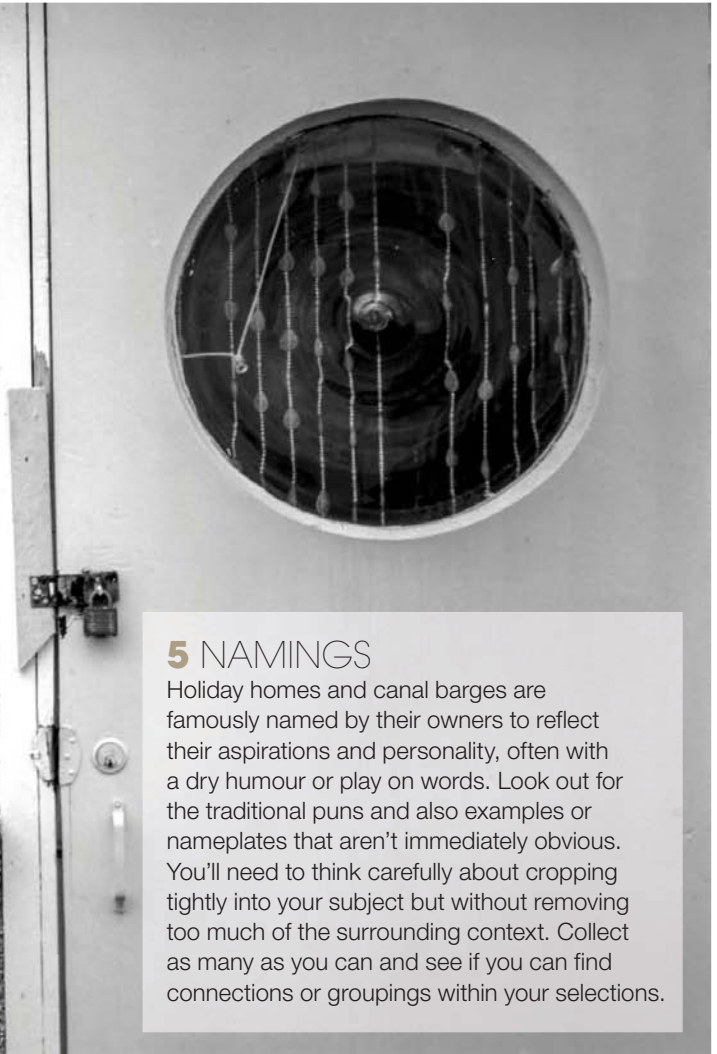 5 NAMINGS
Holiday homes and canal barges are
famously named by their owners to reflect
their aspirations and personality, often with
a dry humour or play on words. Look out for
the traditional puns and also examples or
nameplates that aren't immediately obvious.
You'll need to think carefully about cropping
tightly into your subject but without removing
too much of the surrounding context. Collect
as many as you can and see if you can find
connections or groupings within your selections.